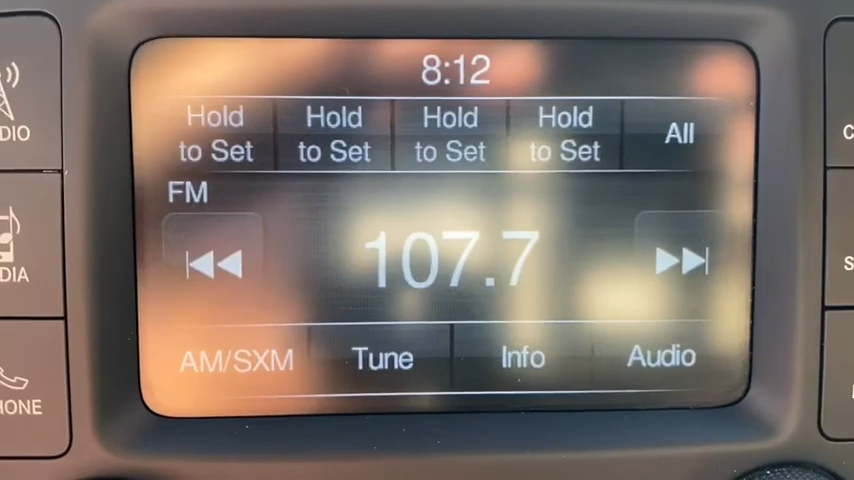 8:12
Hold Hold Hold Hold All
to Set to Set to Set to Set
FM
107.7
AM/SXM Tune Info Audio